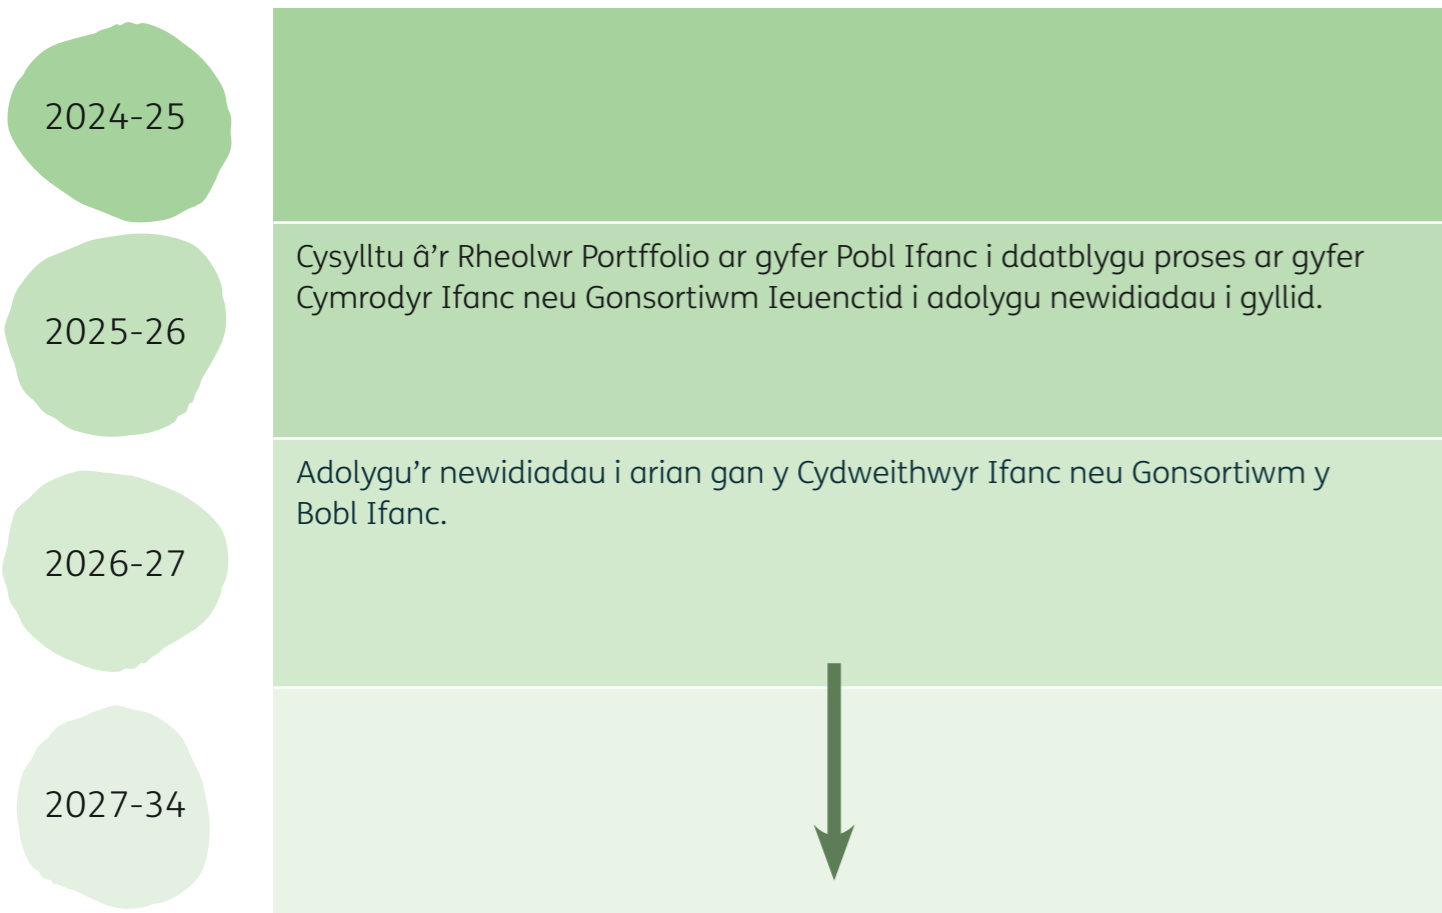 2024-25
2025-26
Cysylltu â’r Rheolwr Portffolio ar gyfer Pobl Ifanc i ddatblygu proses ar gyfer
Cymrodyr Ifanc neu Gonsortiwm Ieuenctid i adolygu newidiadau i gyllid.
2026-27
Adolygu’r newidiadau i arian gan y Cydweithwyr Ifanc neu Gonsortiwm y
Bobl Ifanc.
2027-34